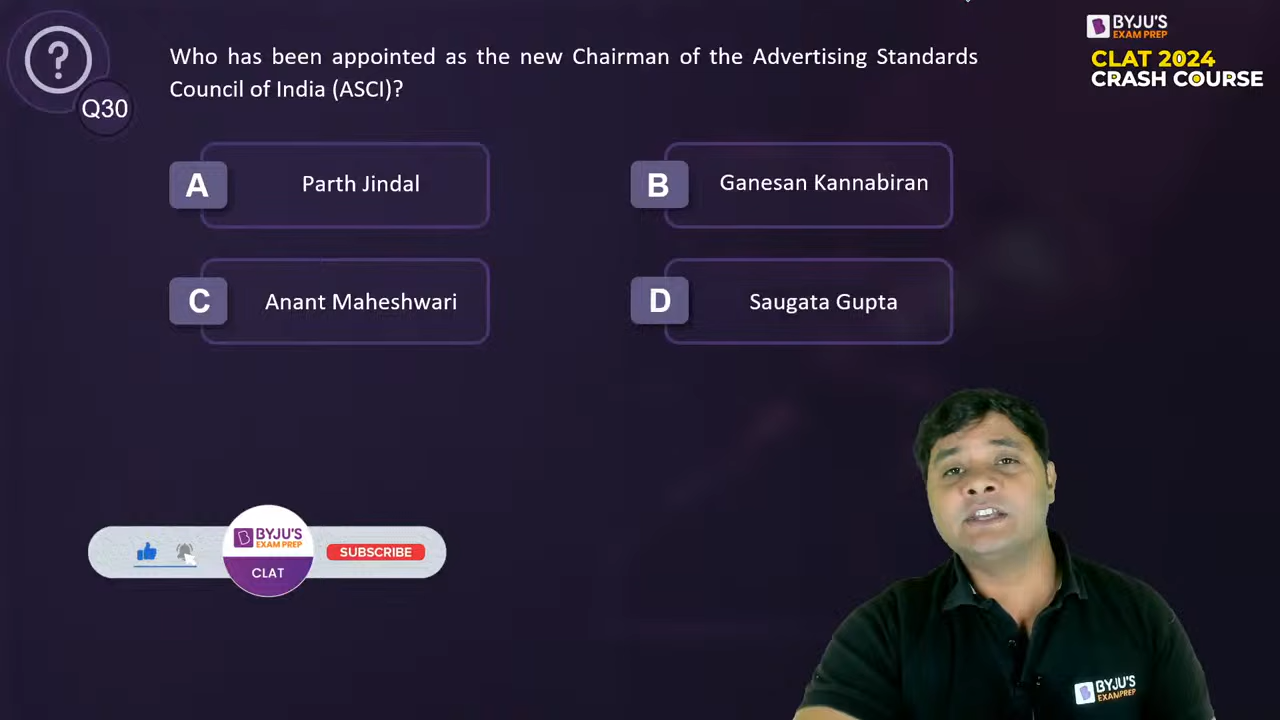 ?
Q30
Who has been appointed as the new Chairman of the Advertising Standards
Council of India (ASCI)?
BYJU'S
EXAM PREP
CLAT 2024
CRASH COURSE
A
Parth Jindal
B
Ganesan Kannabiran
C
Anant Maheshwari
D
Saugata Gupta
BYJU'S
EXAM PREP
CLAT
SUBSCRIBE
BYJU'S
EXAM PREP